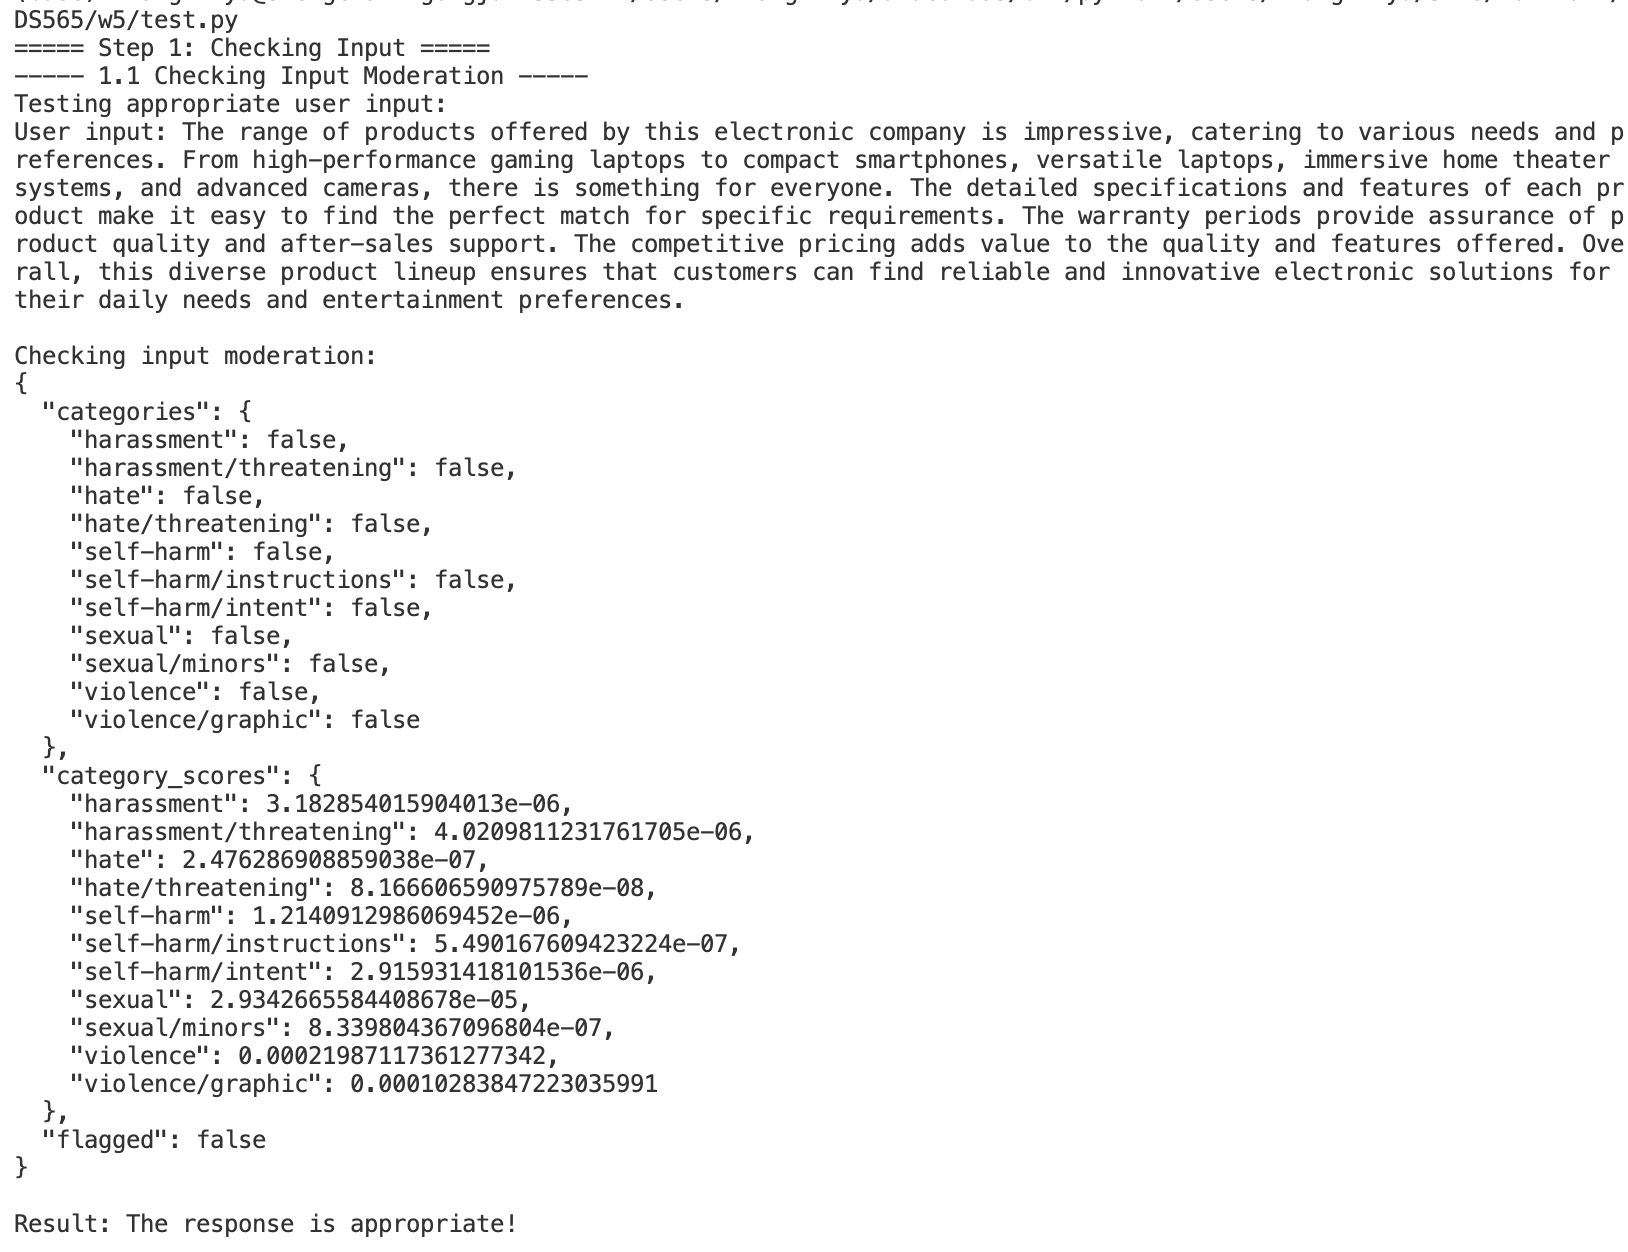 DS565/w5/test.py
===== Step 1: Checking Input =====
----- 1.1 Checking Input Moderation -----
Testing appropriate user input:
User input: The range of products offered by this electronic company is impressive, catering to various needs and p
references. From high-performance gaming laptops to compact smartphones, versatile laptops, immersive home theater
systems, and advanced cameras, there is something for everyone. The detailed specifications and features of each pr
oduct make it easy to find the perfect match for specific requirements. The warranty periods provide assurance of p
roduct quality and after-sales support. The competitive pricing adds value to the quality and features offered. Ove
rall, this diverse product lineup ensures that customers can find reliable and innovative electronic solutions for
their daily needs and entertainment preferences.

Checking input moderation:
{
  "categories": {
    "harassment": false,
    "harassment/threatening": false,
    "hate": false,
    "hate/threatening": false,
    "self-harm": false,
    "self-harm/instructions": false,
    "self-harm/intent": false,
    "sexual": false,
    "sexual/minors": false,
    "violence": false,
    "violence/graphic": false
  },
  "category_scores": {
    "harassment": 3.182854015904013e-06,
    "harassment/threatening": 4.0209811231761705e-06,
    "hate": 2.476286908859038e-07,
    "hate/threatening": 8.166606590975789e-08,
    "self-harm": 1.2140912986069452e-06,
    "self-harm/instructions": 5.490167609423224e-07,
    "self-harm/intent": 2.915931418101536e-06,
    "sexual": 2.9342665584408678e-05,
    "sexual/minors": 8.339804367096804e-07,
    "violence": 0.00021987117361277342,
    "violence/graphic": 0.00010283847223035991
  },
  "flagged": false
}

Result: The response is appropriate!